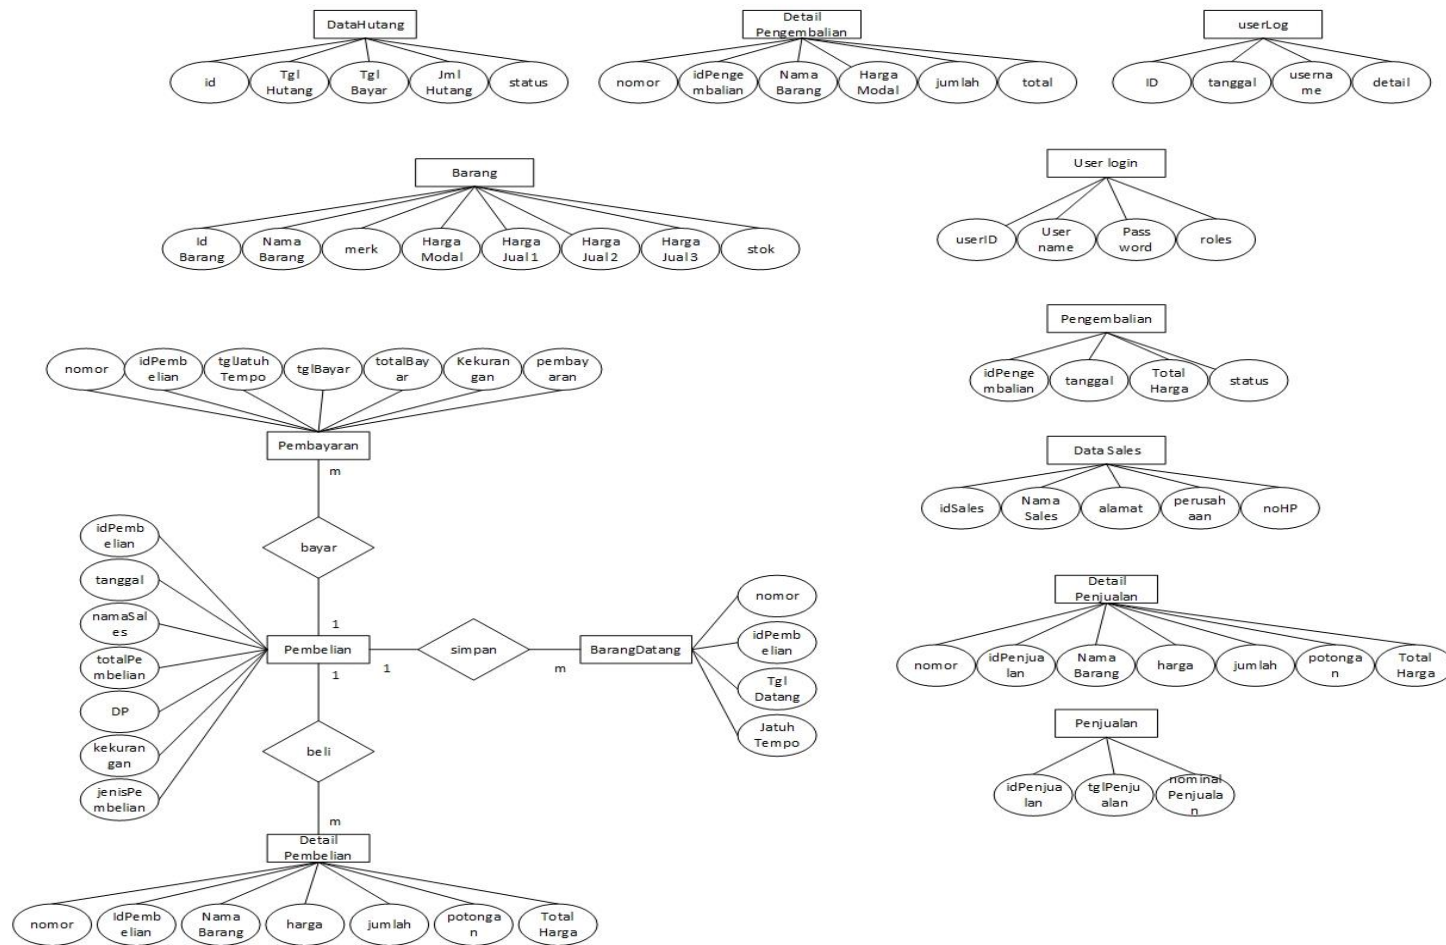 DataHutang
id
Tgl
Hutang
Tgl
Bayar
Jml
Hutang
status
Detail
Pengembalian
nomor
idPenge
mbalian
Nama
Barang
Harga
Modal
jumlah
total
userLog
ID
tanggal
userna
me
detail
Barang
Id
Barang
Nama
Barang
merk
Harga
Modal
Harga
Jual 1
Harga
Jual 2
Harga
Jual 3
stok
User login
userID
User
name
Pass
word
roles
Pengembalian
idPenge
mbalian
tanggal
Total
Harga
status
nomor
idPemb
elian
tglJatuh
Tempo
tglBayar
totalBay
ar
Kekuran
gan
pembay
aran
Pembayaran
m
bayar
1
Data Sales
idSales
Nama
Sales
alamat
perusah
aan
noHP
idPemb
elian
tanggal
namaSal
es
totalPe
mbelian
DP
kekuran
gan
jenisPe
mbelian
Pembelian
1
simpan
m
BarangDatang
nomor
idPemb
elian
Tgl
Datang
Jatuh
Tempo
1
beli
m
Detail
Pembelian
nomor
IdPemb
elian
Nama
Barang
harga
jumlah
potonga
n
Total
Harga
Detail
Penjualan
nomor
idPenjua
lan
Nama
Barang
harga
jumlah
potonga
n
Total
Harga
Penjualan
idPenjua
lan
tglPenju
alan
nominal
Penjuala
n